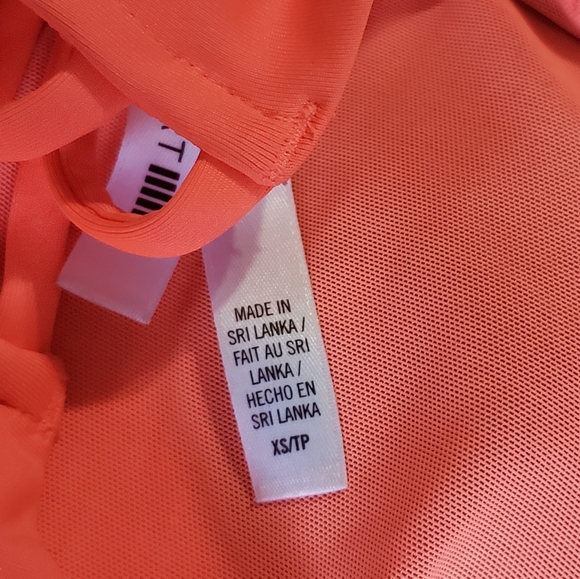 T
MADE IN
SRI LANKA /
FAIT AU SRI
LANKA /
HECHO EN
SRI LANKA
XS/TP